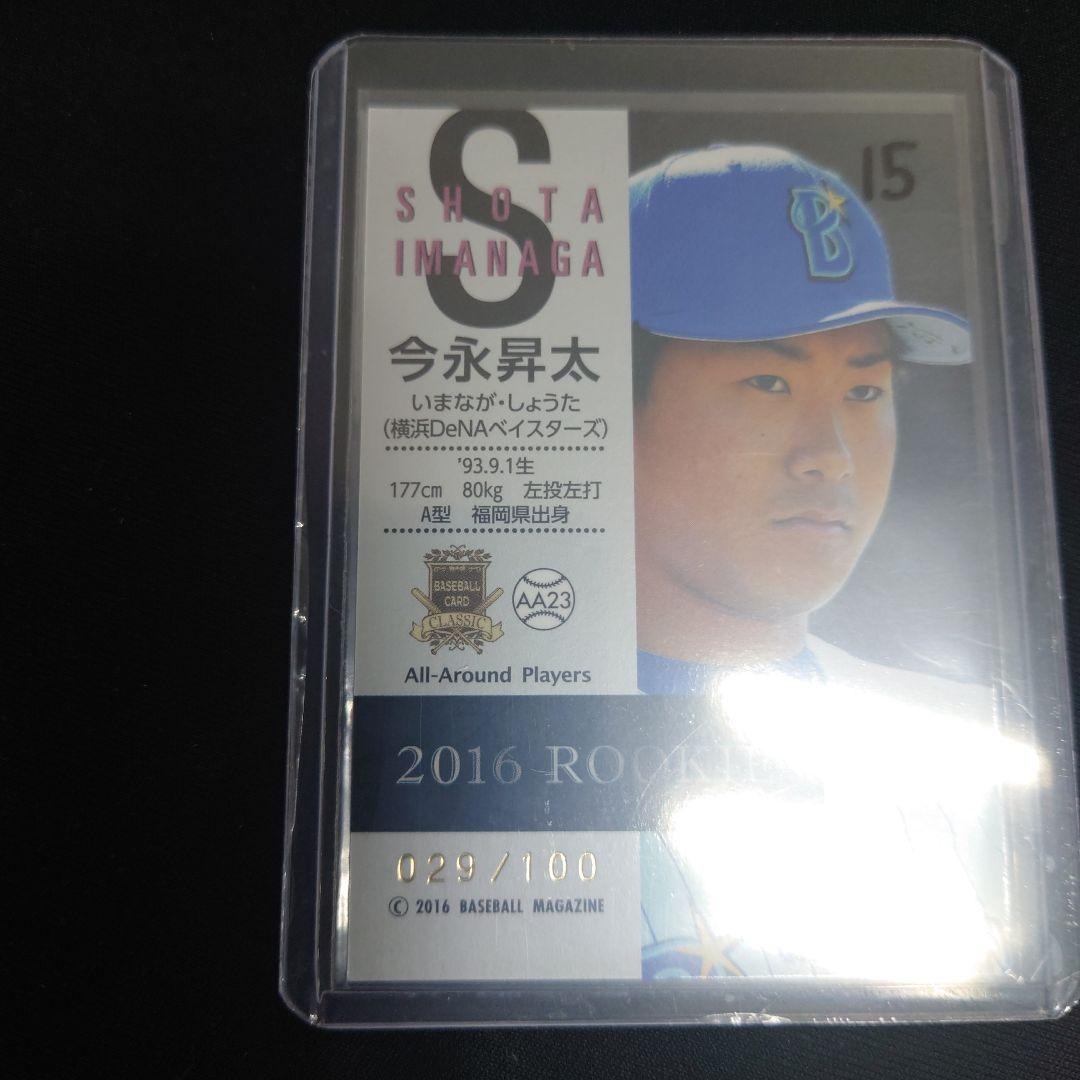 S
SHOTA
IMANAGA
今永昇太
いまなが・しょうた
(横浜DeNAベイスターズ)
'93.9.1生
177cm 80kg 左投左打
A型 福岡県出身
BASEBALL
CARD
CLASSIC
AA23
All-Around Players
2016 ROOKIE
029/100
© 2016 BASEBALL MAGAZINE
15
B